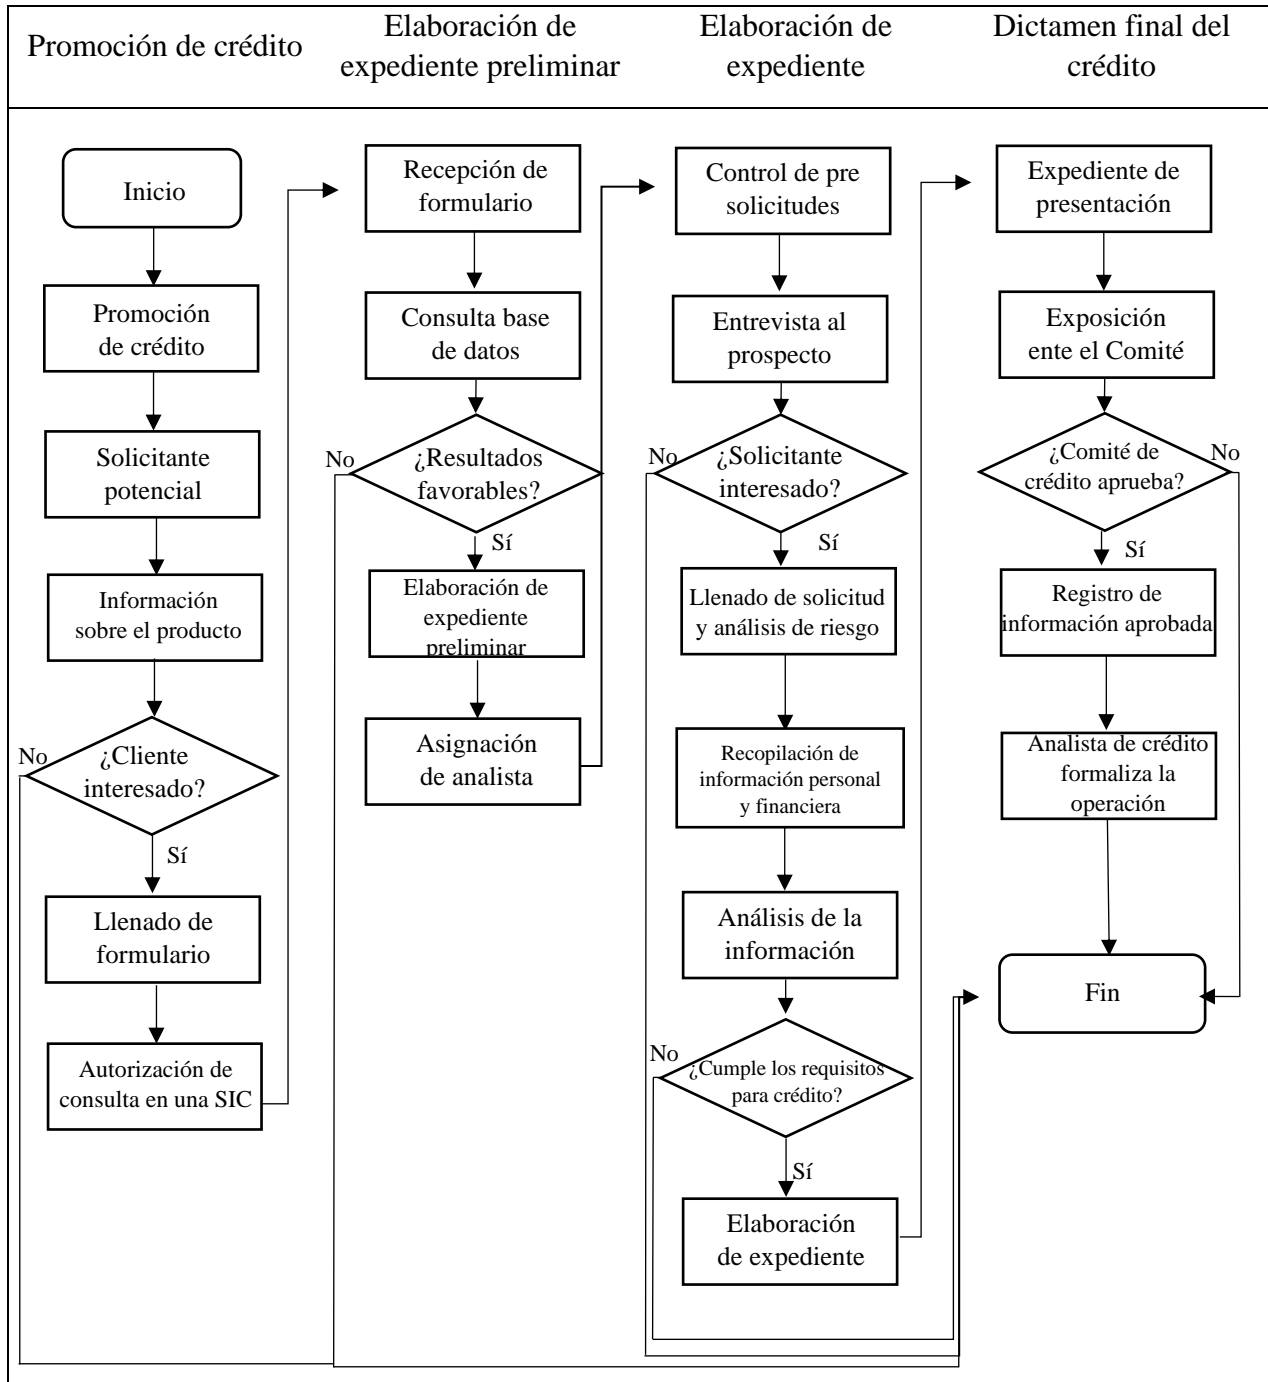 Promoción de crédito
Elaboración de
expediente preliminar
Elaboración de
expediente
Dictamen final del
crédito
Inicio
Promoción
de crédito
Solicitante
potencial
Información
sobre el producto
No
¿Cliente
interesado?
Sí
Llenado de
formulario
Autorización de
consulta en una SIC
Recepción de
formulario
Consulta base
de datos
No
¿Resultados
favorables?
Sí
Elaboración de
expediente
preliminar
Asignación
de analista
Control de pre
solicitudes
Entrevista al
prospecto
No
¿Solicitante
interesado?
Sí
Llenado de solicitud
y análisis de riesgo
Recopilación de
información personal
y financiera
Análisis de la
información
No
¿Cumple los requisitos
para crédito?
Sí
Elaboración
de expediente
Expediente de
presentación
Exposición
ente el Comité
¿Comité de
crédito aprueba?
No
Sí
Registro de
información aprobada
Analista de crédito
formaliza la
operación
Fin